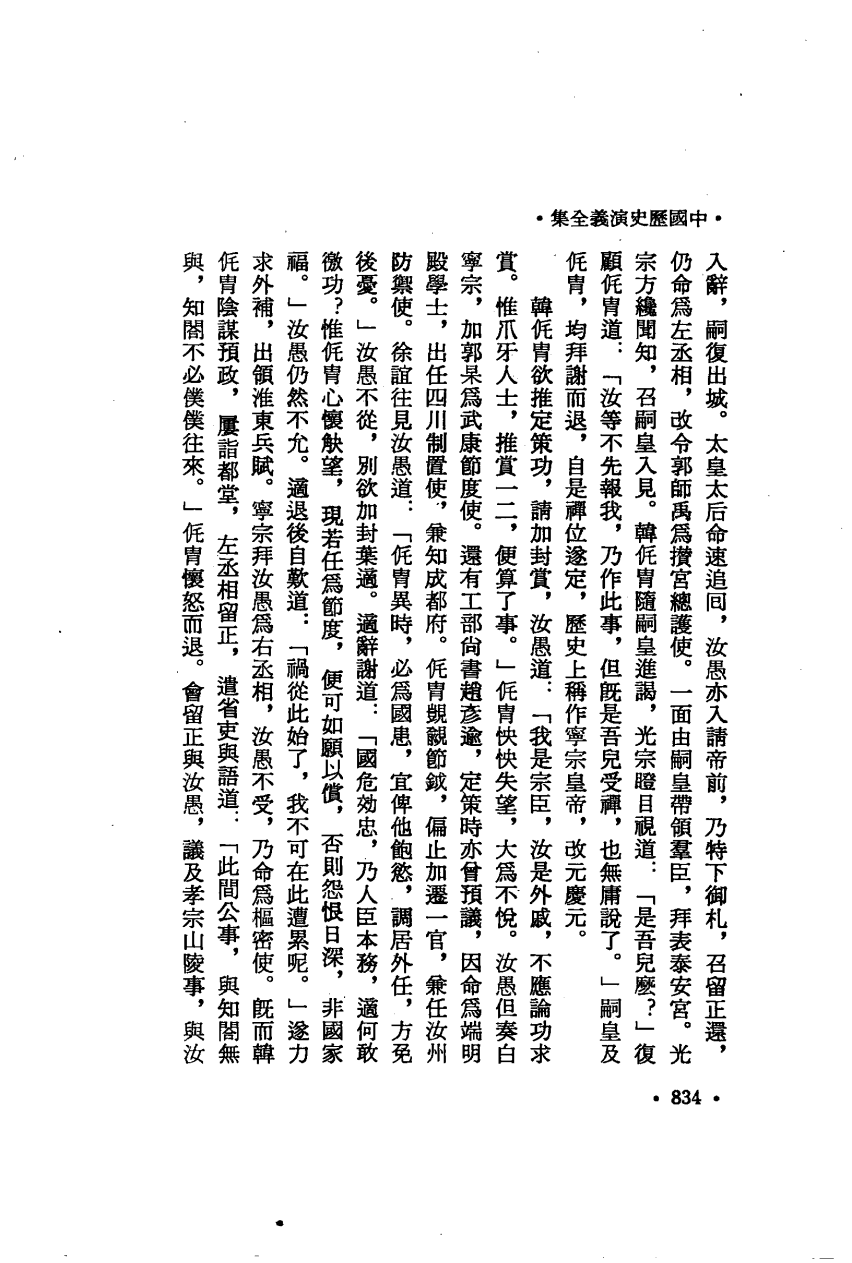 •中國歷史演義全集•
入辭，嗣復出城。太皇太后命速追回，汝愚亦入請帝前，乃特下御札，召留正還，
仍命爲左丞相，改令郭師禹爲攢宮總護使。一面由嗣皇帶領羣臣，拜表泰安宮。光
宗方纔聞知，召嗣皇入見。韓侂胄隨嗣皇進謁，光宗瞪目視道：「是吾兒麽？」復
顧侂胄道：「汝等不先報我，乃作此事，但旣是吾兒受禪，也無庸說了。」嗣皇及
侂胄，均拜謝而退，自是禪位遂定，歷史上稱作寧宗皇帝，改元慶元。
韓侂胄欲推定策功，請加封賞，汝愚道：「我是宗臣，汝是外戚，不應論功求
賞。惟爪牙人士，推賞一二，便算了事。」侂胄怏怏失望，大爲不悅。汝愚但奏白
寧宗，加郭杲爲武康節度使。還有工部尙書趙彥逾，定策時亦曾預議，因命爲端明
殿學士，出任四川制置使，兼知成都府。侂胄覬覦節鉞，偏止加遷一官，兼任汝州
防禦使。徐誼往見汝愚道：「侂胄異時，必爲國患，宜俾他飽慾，調居外任，方免
後憂。」汝愚不從，別欲加封葉適。適辭謝道：「國危効忠，乃人臣本務，適何敢
徼功？惟侂胄心懷觖望，現若任爲節度，便可如願以償，否則怨恨日深，非國家
福。」汝愚仍然不允。適退後自歎道：「禍從此始了，我不可在此遭累呢。」遂力
求外補，出領淮東兵賦。寧宗拜汝愚爲右丞相，汝愚不受，乃命爲樞密使。旣而韓
侂胄陰謀預政，屢詣都堂，左丞相留正，遣省吏與語道：「此間公事，與知閤無
與，知閤不必僕僕往來。」侂胄懷怒而退。會留正與汝愚，議及孝宗山陵事，與汝
• 834 •